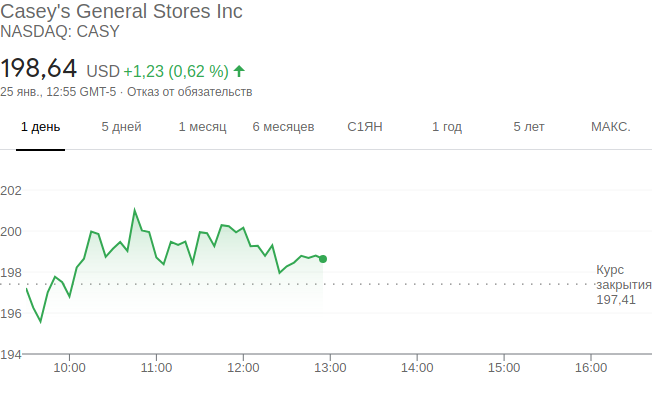 Casey's General Stores Inc
NASDAQ: CASY
198,64 USD +1,23 (0,62 %)
25 янв., 12:55 GMT-5 · Отказ от обязательств
1 день 5 дней 1 месяц 6 месяцев С1ЯН 1 год 5 лет МАКС.
202
200
198
196
194
Курс
закрытия
197,41
10:00 11:00 12:00 13:00 14:00 15:00 16:00